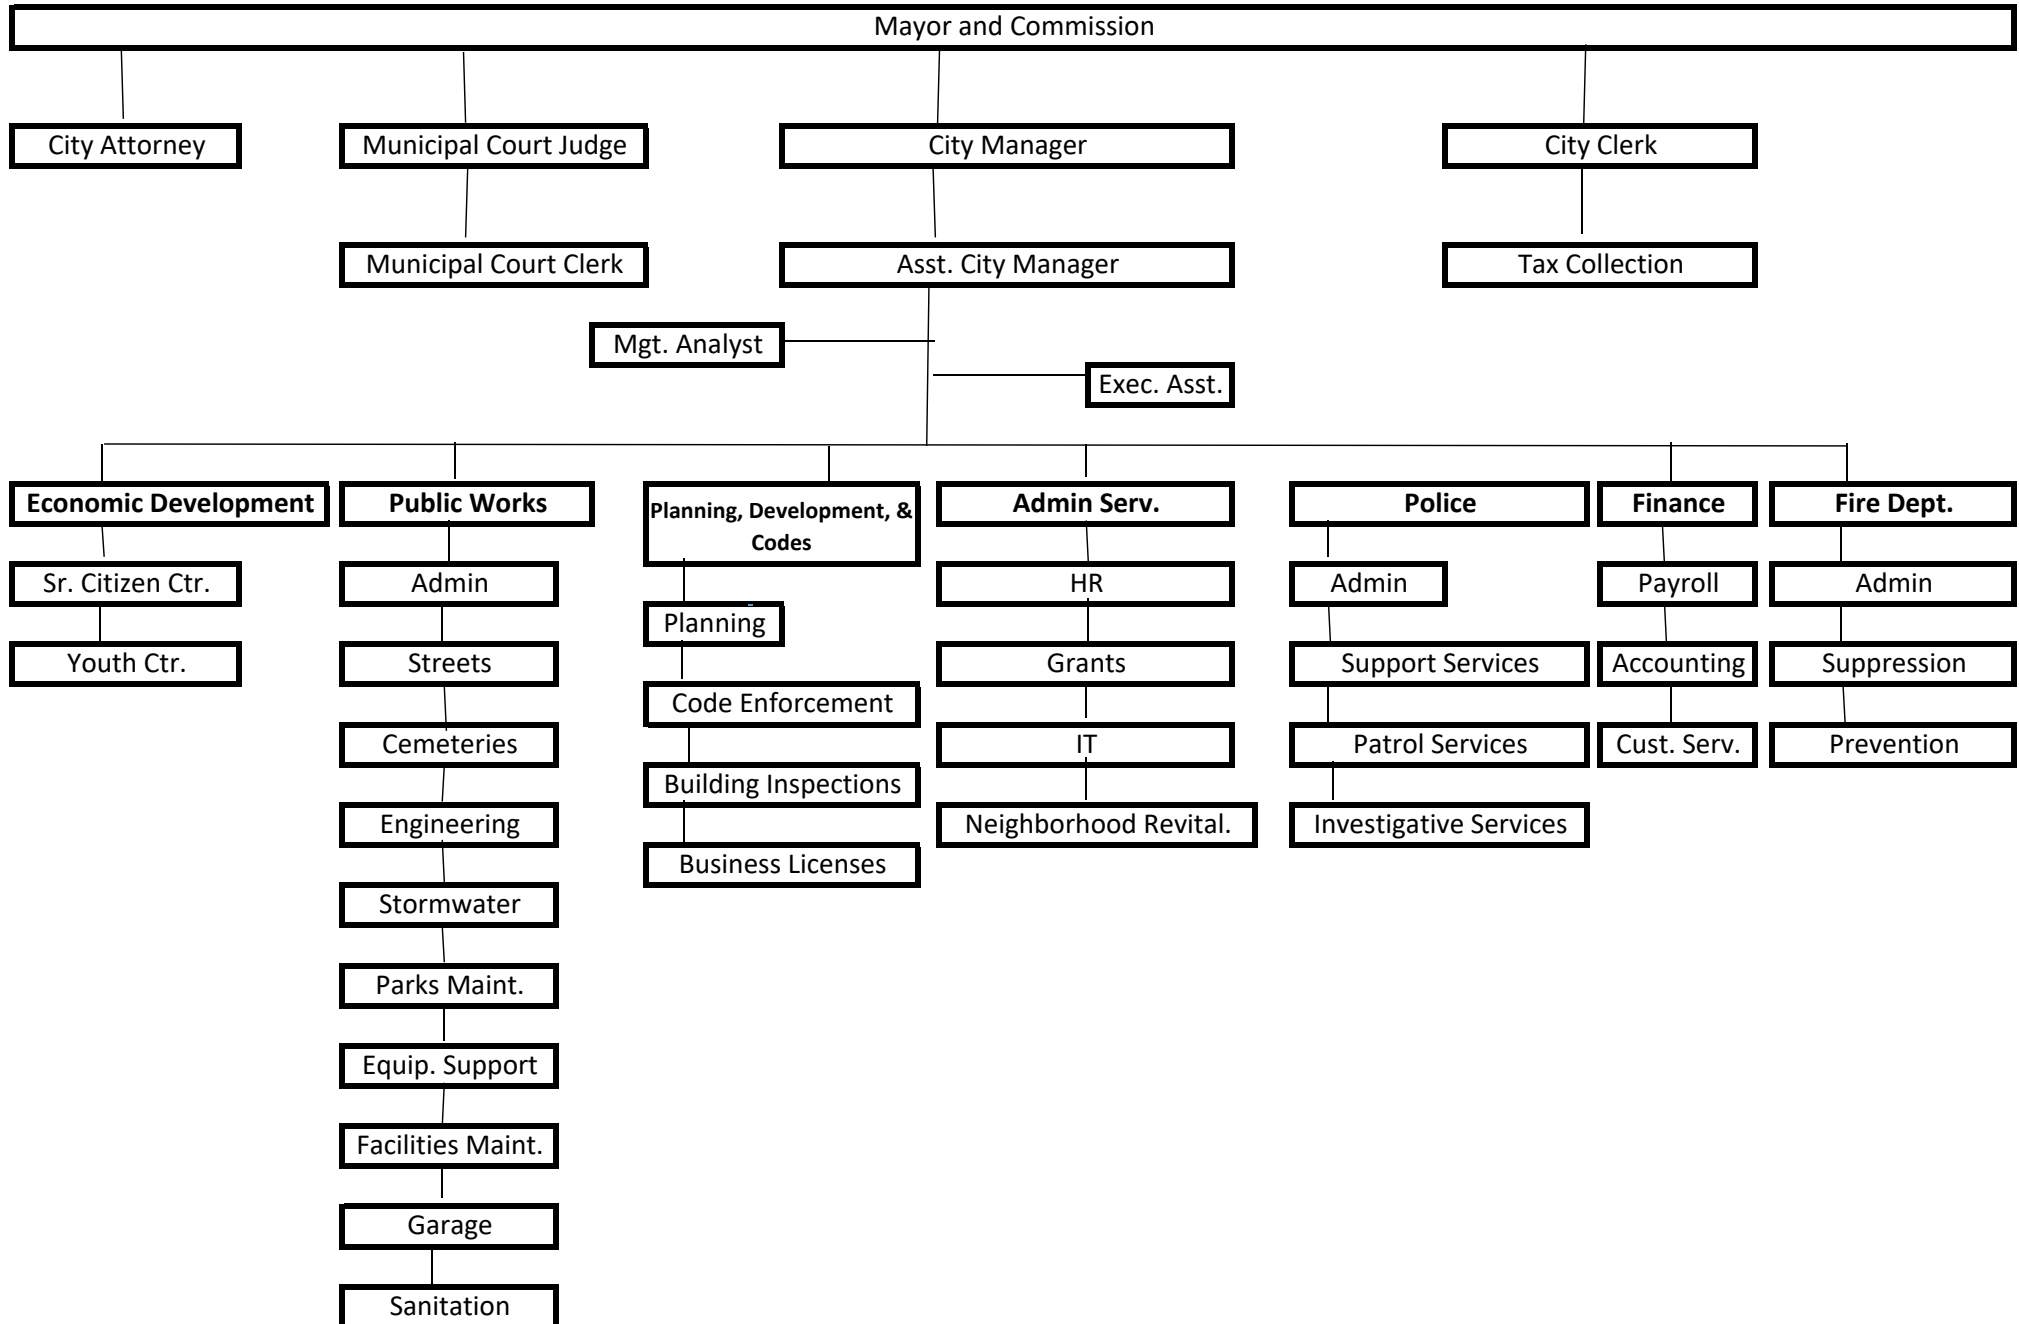 Mayor and Commission
City Attorney
Municipal Court Judge
City Manager
City Clerk
Municipal Court Clerk
Asst. City Manager
Tax Collection
Mgt. Analyst
Exec. Asst.
Economic Development
Sr. Citizen Ctr.
Youth Ctr.
Public Works
Admin
Streets
Cemeteries
Engineering
Stormwater
Parks Maint.
Equip. Support
Facilities Maint.
Garage
Sanitation
Planning, Development, &
Codes
Planning
Code Enforcement
Building Inspections
Business Licenses
Admin Serv.
HR
Grants
IT
Neighborhood Revital.
Police
Admin
Support Services
Patrol Services
Investigative Services
Finance
Payroll
Accounting
Cust. Serv.
Fire Dept.
Admin
Suppression
Prevention